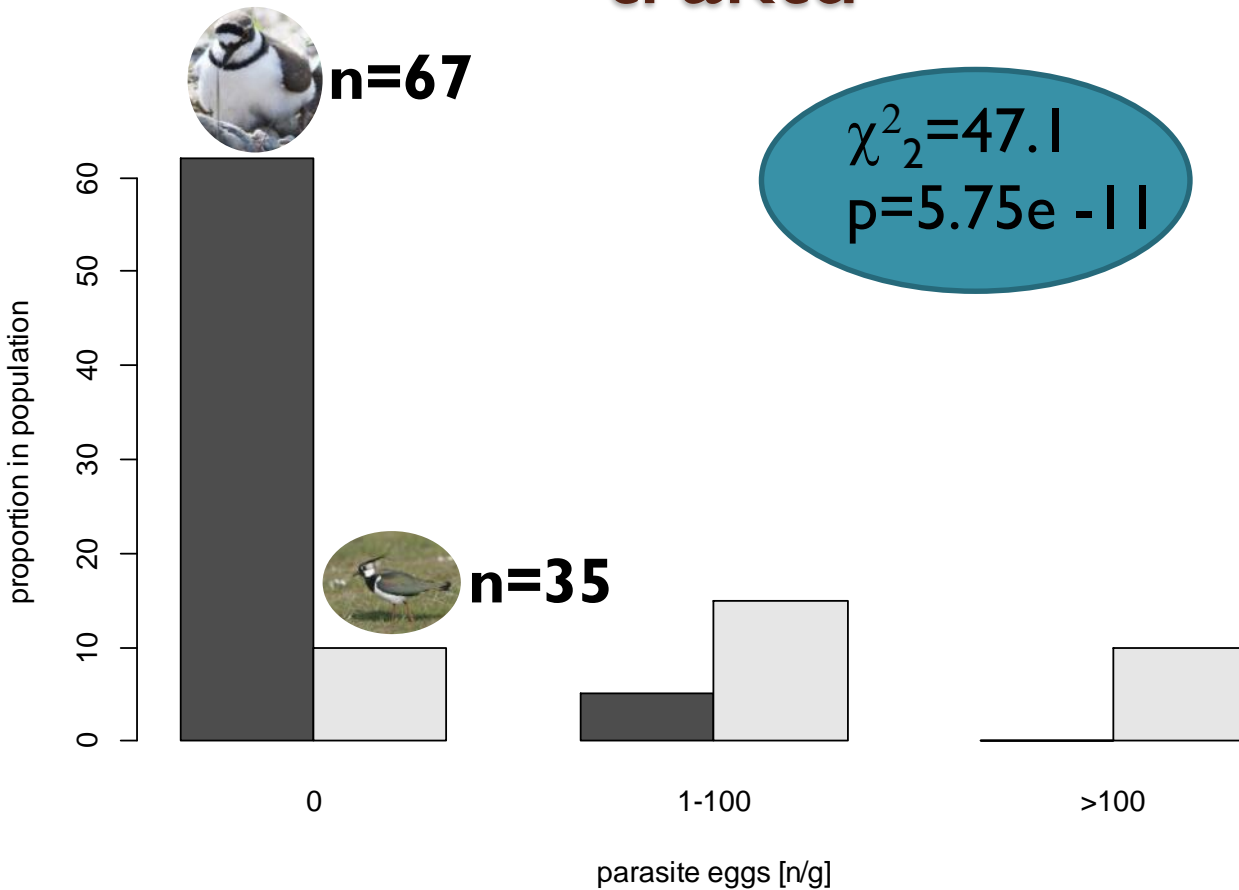 n=67
χ²₂=47.1
p=5.75e -11
proportion in population
60
50
40
30
20
10
0
n=35
0 1-100 >100
parasite eggs [n/g]